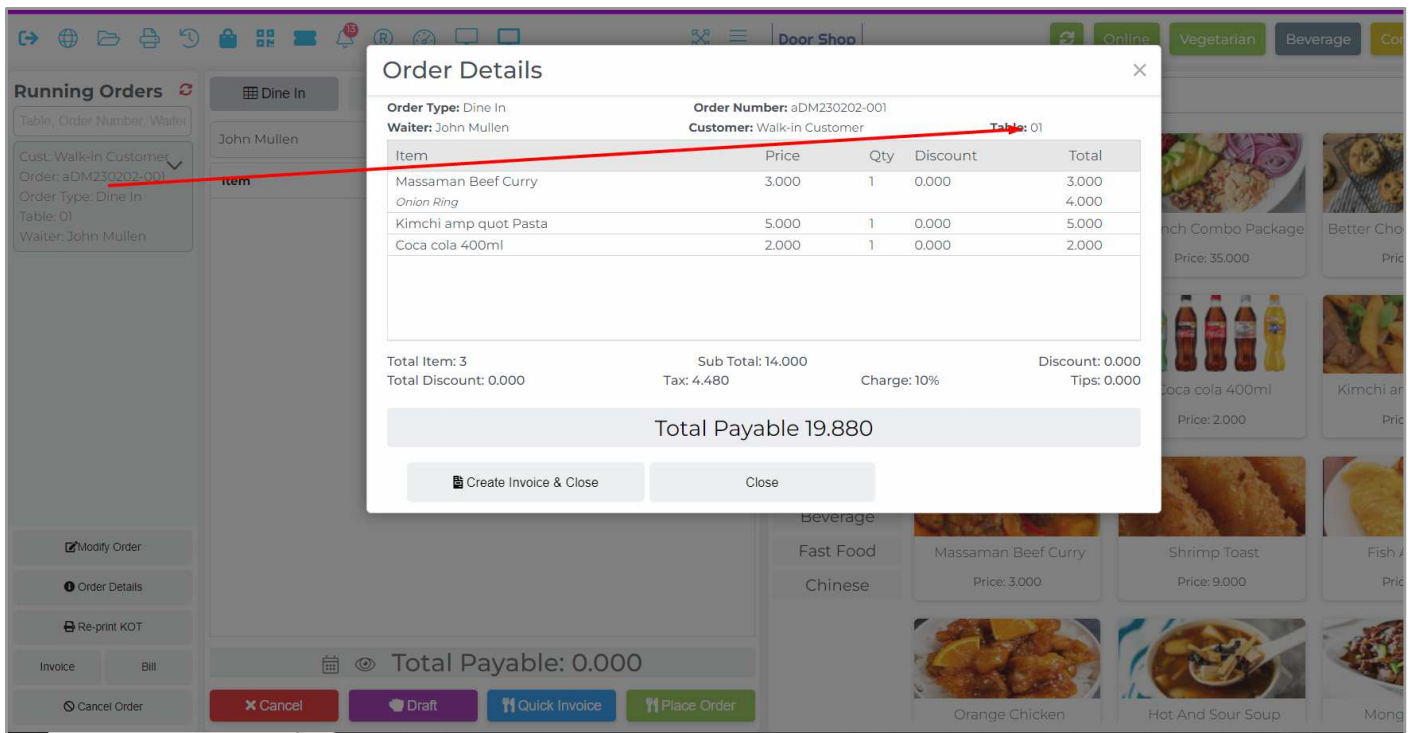 13
R
Door Shop
Online
Vegetarian
Beverage
Running Orders
Table, Order Number, Waiter
Cust: Walk-in Customer
Order: aDM230202-001
Order Type: Dine In
Table: 01
Waiter: John Mullen
Dine In
John Mullen
Item
Order Details
×
Order Type: Dine In
Order Number: aDM230202-001
Waiter: John Mullen
Customer: Walk-in Customer
Table: 01
Item Price Qty Discount Total
Massaman Beef Curry 3.000 1 0.000 3.000
Onion Ring 4.000
Kimchi amp quot Pasta 5.000 1 0.000 5.000
Coca cola 400ml 2.000 1 0.000 2.000
Total Item: 3
Sub Total: 14.000
Discount: 0.000
Total Discount: 0.000
Tax: 4.480
Charge: 10%
Tips: 0.000
Total Payable 19.880
Create Invoice & Close
Close
Combo Package
Price: 35.000
Better
Coca cola 400ml
Price: 2.000
Kimchi
Beverage
Fast Food
Chinese
Massaman Beef Curry
Price: 3.000
Shrimp Toast
Price: 9.000
Fish
Orange Chicken
Hot And Sour Soup
Modify Order
Order Details
Re-print KOT
Invoice
Bill
Cancel Order
Total Payable: 0.000
Cancel
Draft
Quick Invoice
Place Order